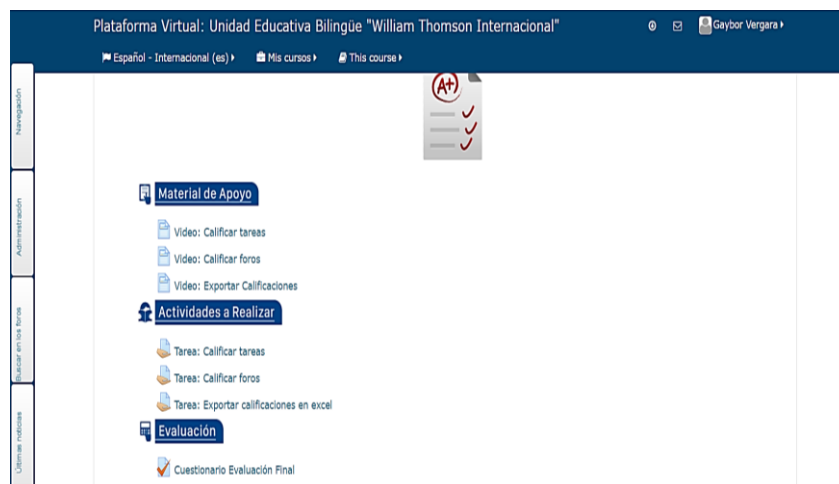 Plataforma Virtual: Unidad Educativa Bilingüe "William Thomson Internacional"
Gaybor Vergara
Español - Internacional (es)
Mis cursos
This course
Navegación
Administración
Buscar en los foros
Últimas noticias
A+
Material de Apoyo
Video: Calificar tareas
Video: Calificar foros
Video: Exportar Calificaciones
Actividades a Realizar
Tarea: Calificar tareas
Tarea: Calificar foros
Tarea: Exportar calificaciones en excel
Evaluación
Cuestionario Evaluación Final